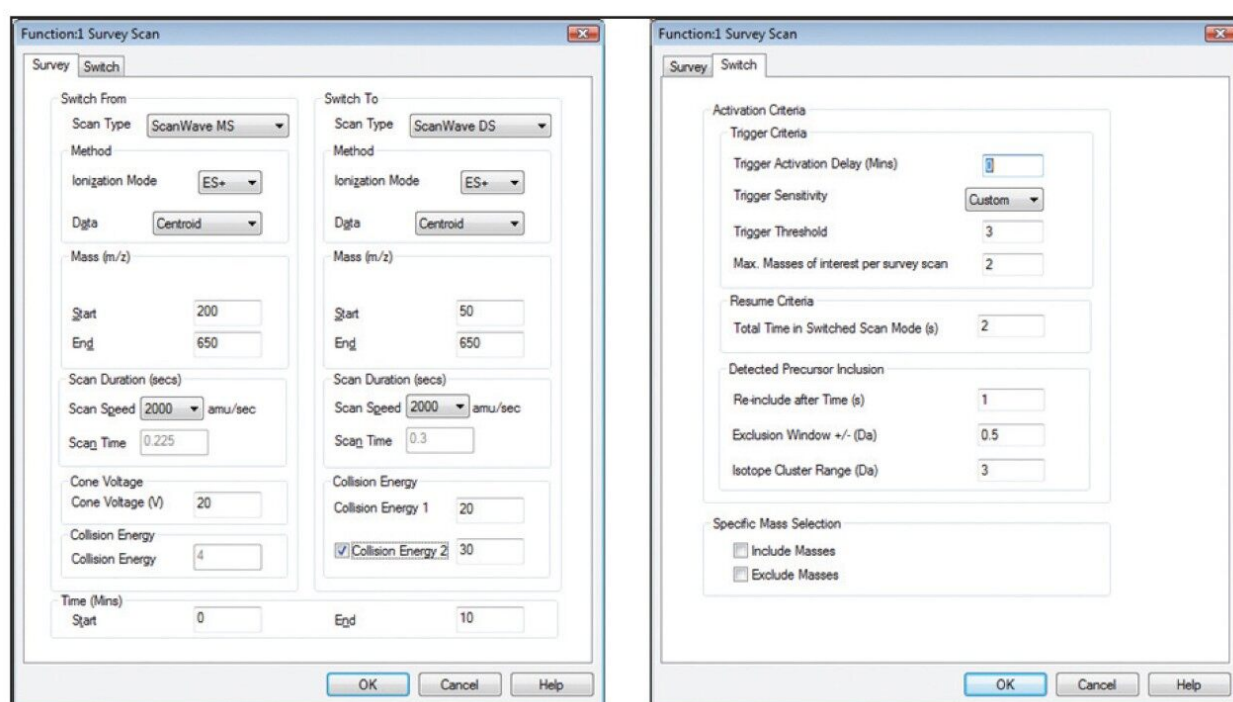 Function:1 Survey Scan
Survey Switch
Switch From
Scan Type ScanWave MS
Method
Ionization Mode ES+
Data Centroid
Mass (m/z)
Start 200
End 650
Scan Duration (secs)
Scan Speed 2000 amu/sec
Scan Time 0.225
Cone Voltage
Cone Voltage (V) 20
Collision Energy
Collision Energy 4
Switch To
Scan Type ScanWave DS
Method
Ionization Mode ES+
Data Centroid
Mass (m/z)
Start 50
End 650
Scan Duration (secs)
Scan Speed 2000 amu/sec
Scan Time 0.3
Collision Energy
Collision Energy 1 20
Collision Energy 2 30
Time (Mins)
Start 0 End 10
OK Cancel Help
Function:1 Survey Scan
Survey Switch
Activation Criteria
Trigger Criteria
Trigger Activation Delay (Mins)
Trigger Sensitivity Custom
Trigger Threshold 3
Max. Masses of interest per survey scan 2
Resume Criteria
Total Time in Switched Scan Mode (s) 2
Detected Precursor Inclusion
Re-include after Time (s) 1
Exclusion Window +/- (Da) 0.5
Isotope Cluster Range (Da) 3
Specific Mass Selection
Include Masses
Exclude Masses
OK Cancel Help